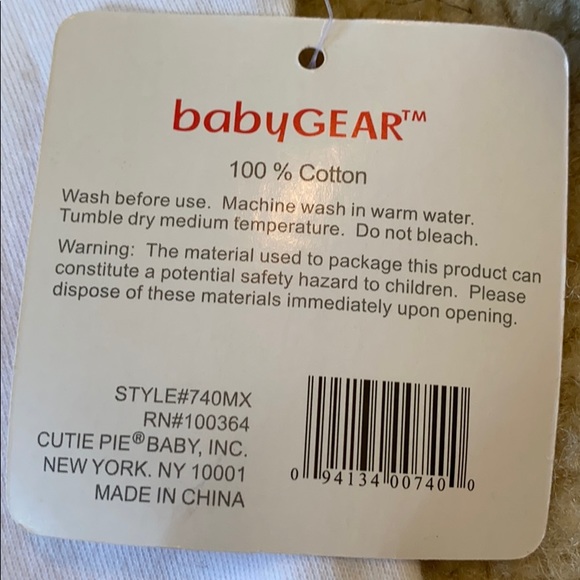 babyGEAR™
100 % Cotton
Wash before use. Machine wash in warm water.
Tumble dry medium temperature. Do not bleach.
Warning: The material used to package this product can
constitute a potential safety hazard to children. Please
dispose of these materials immediately upon opening.
STYLE#740MX
RN#100364
CUTIE PIE® BABY, INC.
NEW YORK. NY 10001
MADE IN CHINA
0 94134 00740 0